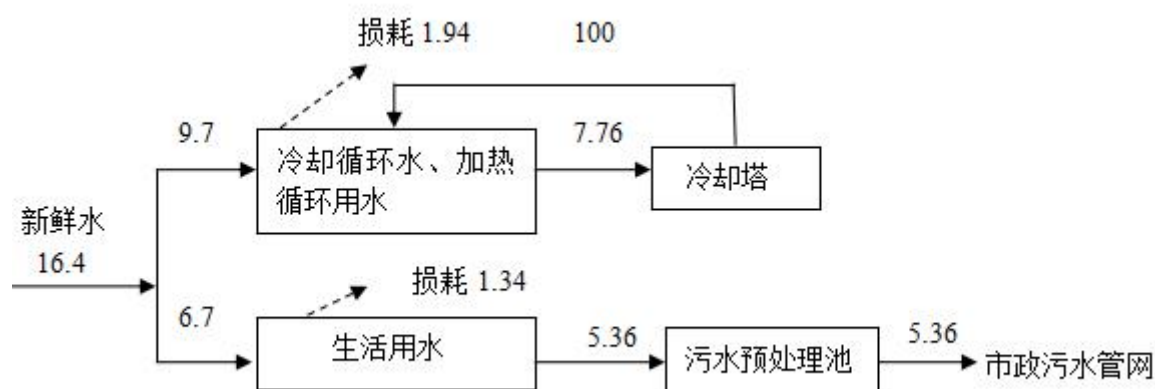 损耗 1.94
100
9.7
冷却循环水、加热
循环用水
7.76
冷却塔
新鲜水
16.4
损耗 1.34
6.7
生活用水
5.36
污水预处理池
5.36
市政污水管网